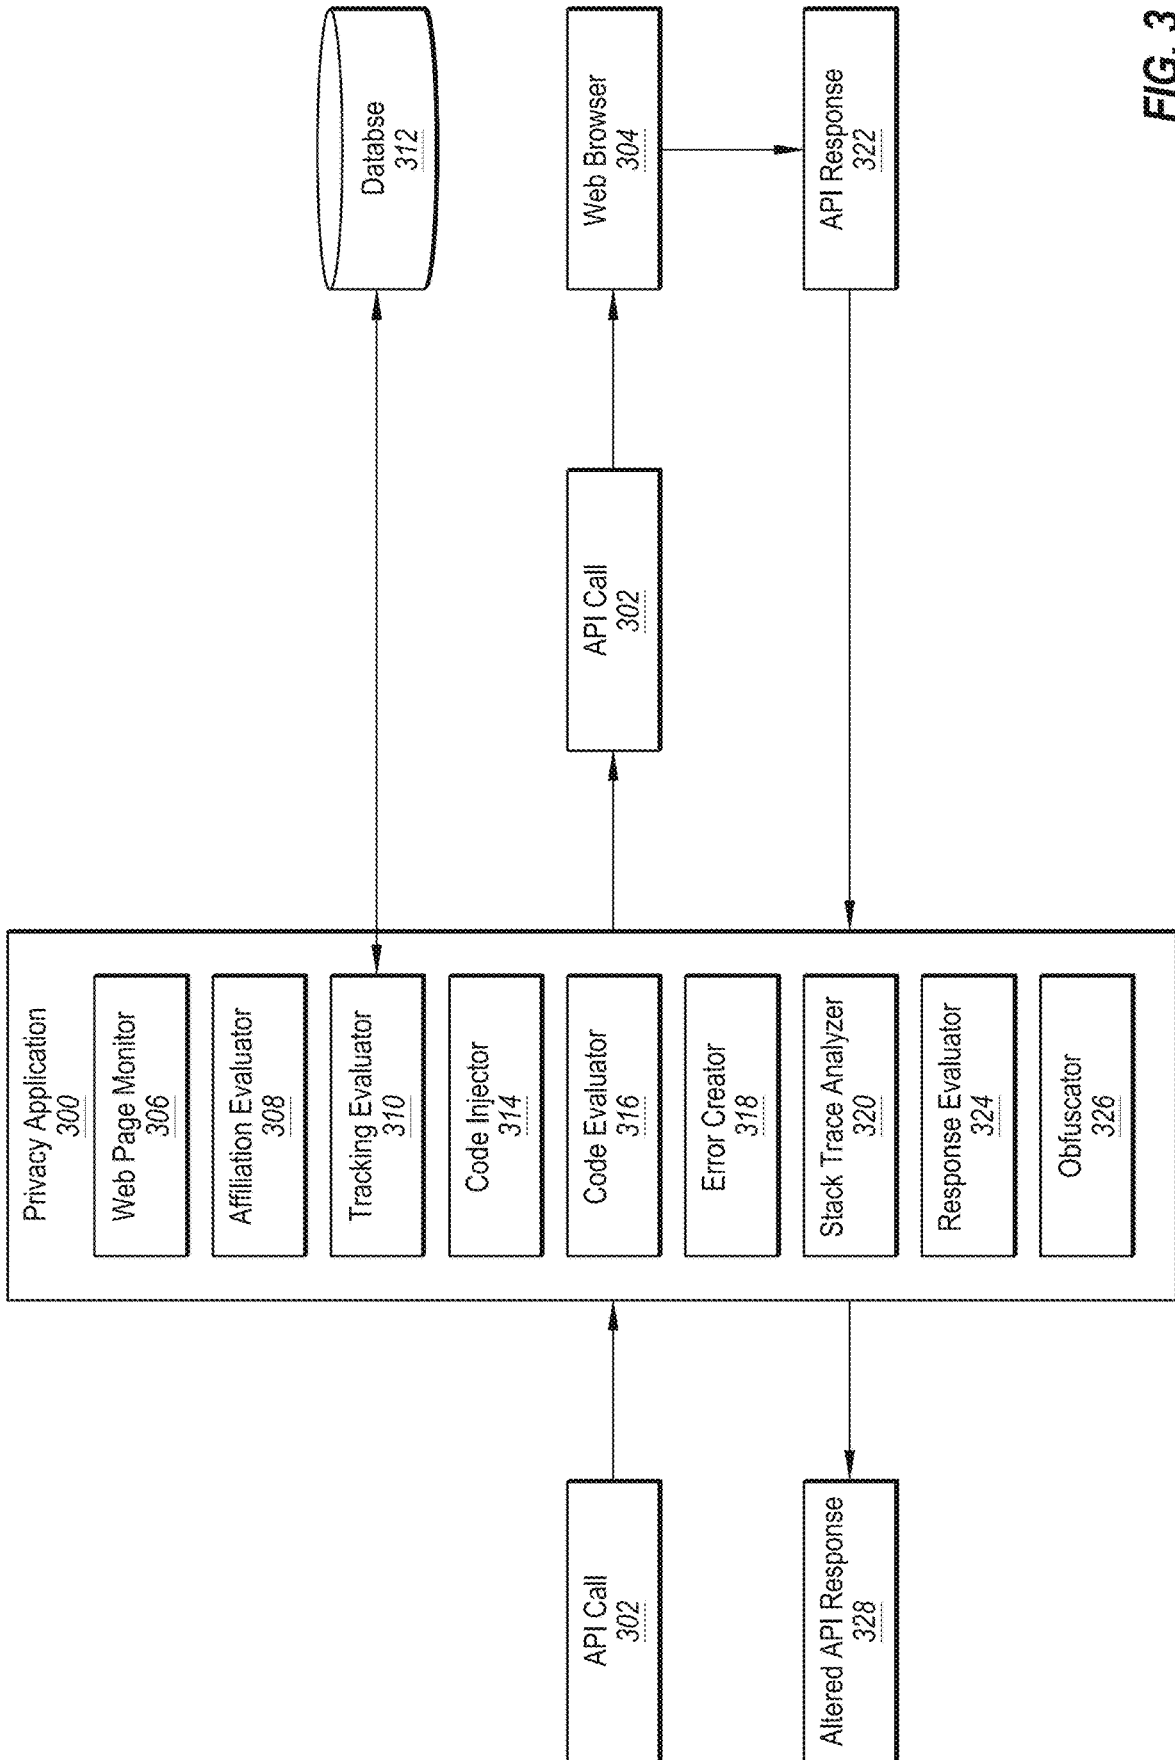 Privacy Application
300
Web Page Monitor
306
Affiliation Evaluator
308
Tracking Evaluator
310
Code Injector
314
Code Evaluator
316
Error Creator
318
Stack Trace Analyzer
320
Response Evaluator
324
Obfuscator
326
API Call
302
Altered API Response
328
API Call
302
Databse
312
Web Browser
304
API Response
322
FIG. 3